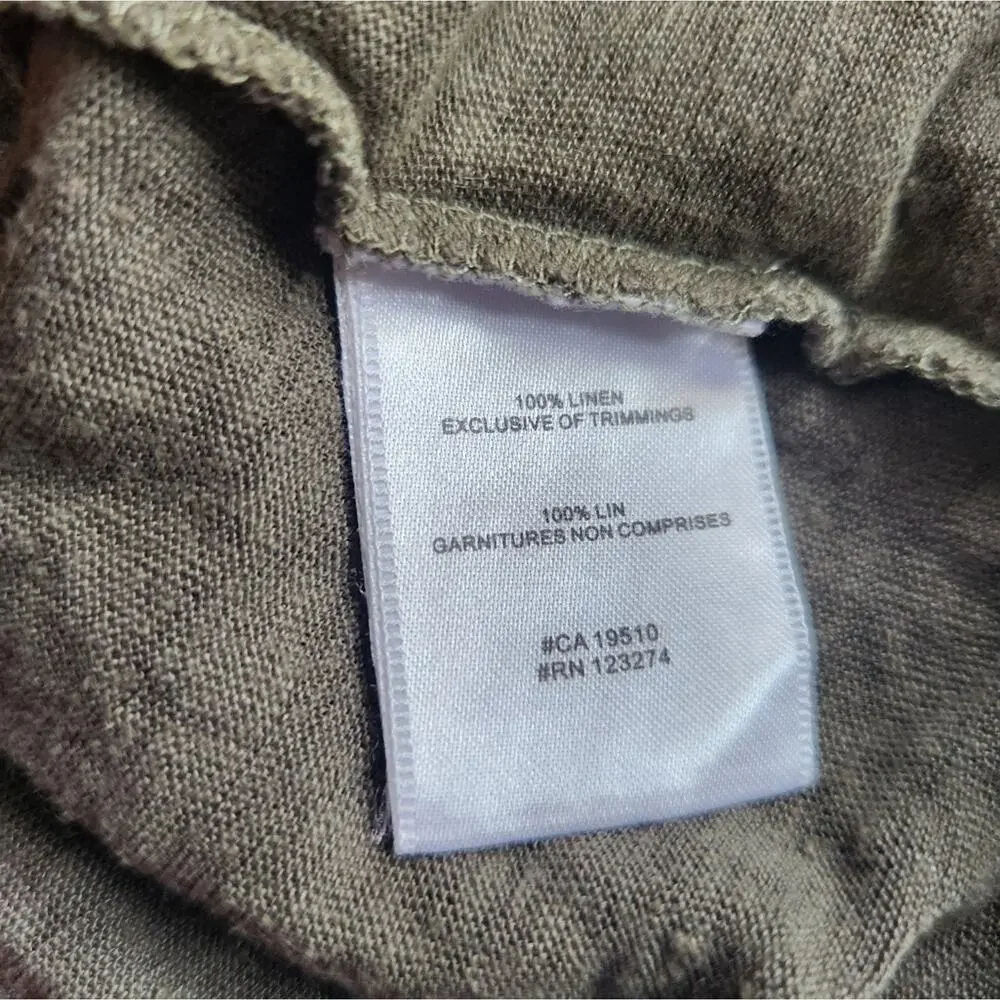 100% LINEN
EXCLUSIVE OF TRIMMINGS
100% LIN
GARNITURES NON COMPRISES
#CA 19510
#RN 123274